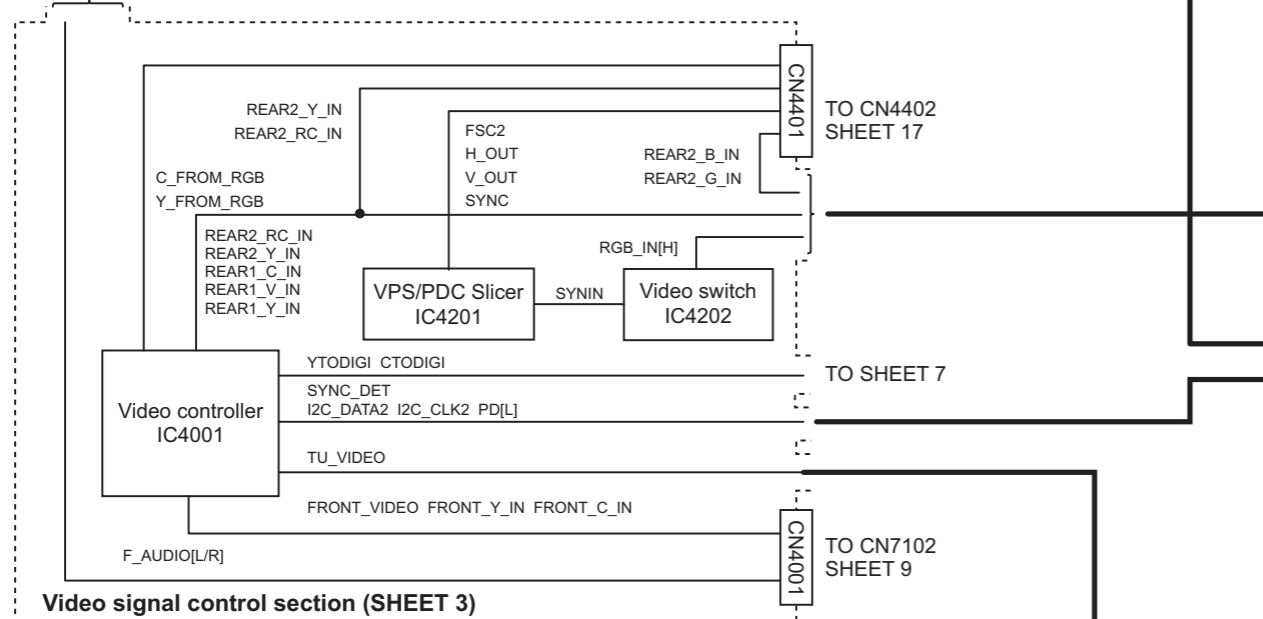 CN4401
TO CN4402
SHEET 17
REAR2_Y_IN
REAR2_RC_IN
FSC2
H_OUT
V_OUT
SYNC
REAR2_B_IN
REAR2_G_IN
C_FROM_RGB
Y_FROM_RGB
REAR2_RC_IN
REAR2_Y_IN
REAR1_C_IN
REAR1_V_IN
REAR1_Y_IN
RGB_IN[H]
VPS/PDC Slicer
IC4201
SYNIN
Video switch
IC4202
YTODIGI CTODIGI
TO SHEET 7
SYNC_DET
I2C_DATA2 I2C_CLK2 PD[L]
Video controller
IC4001
TU_VIDEO
FRONT_VIDEO FRONT_Y_IN FRONT_C_IN
CN4001
TO CN7102
SHEET 9
F_AUDIO[L/R]
Video signal control section (SHEET 3)